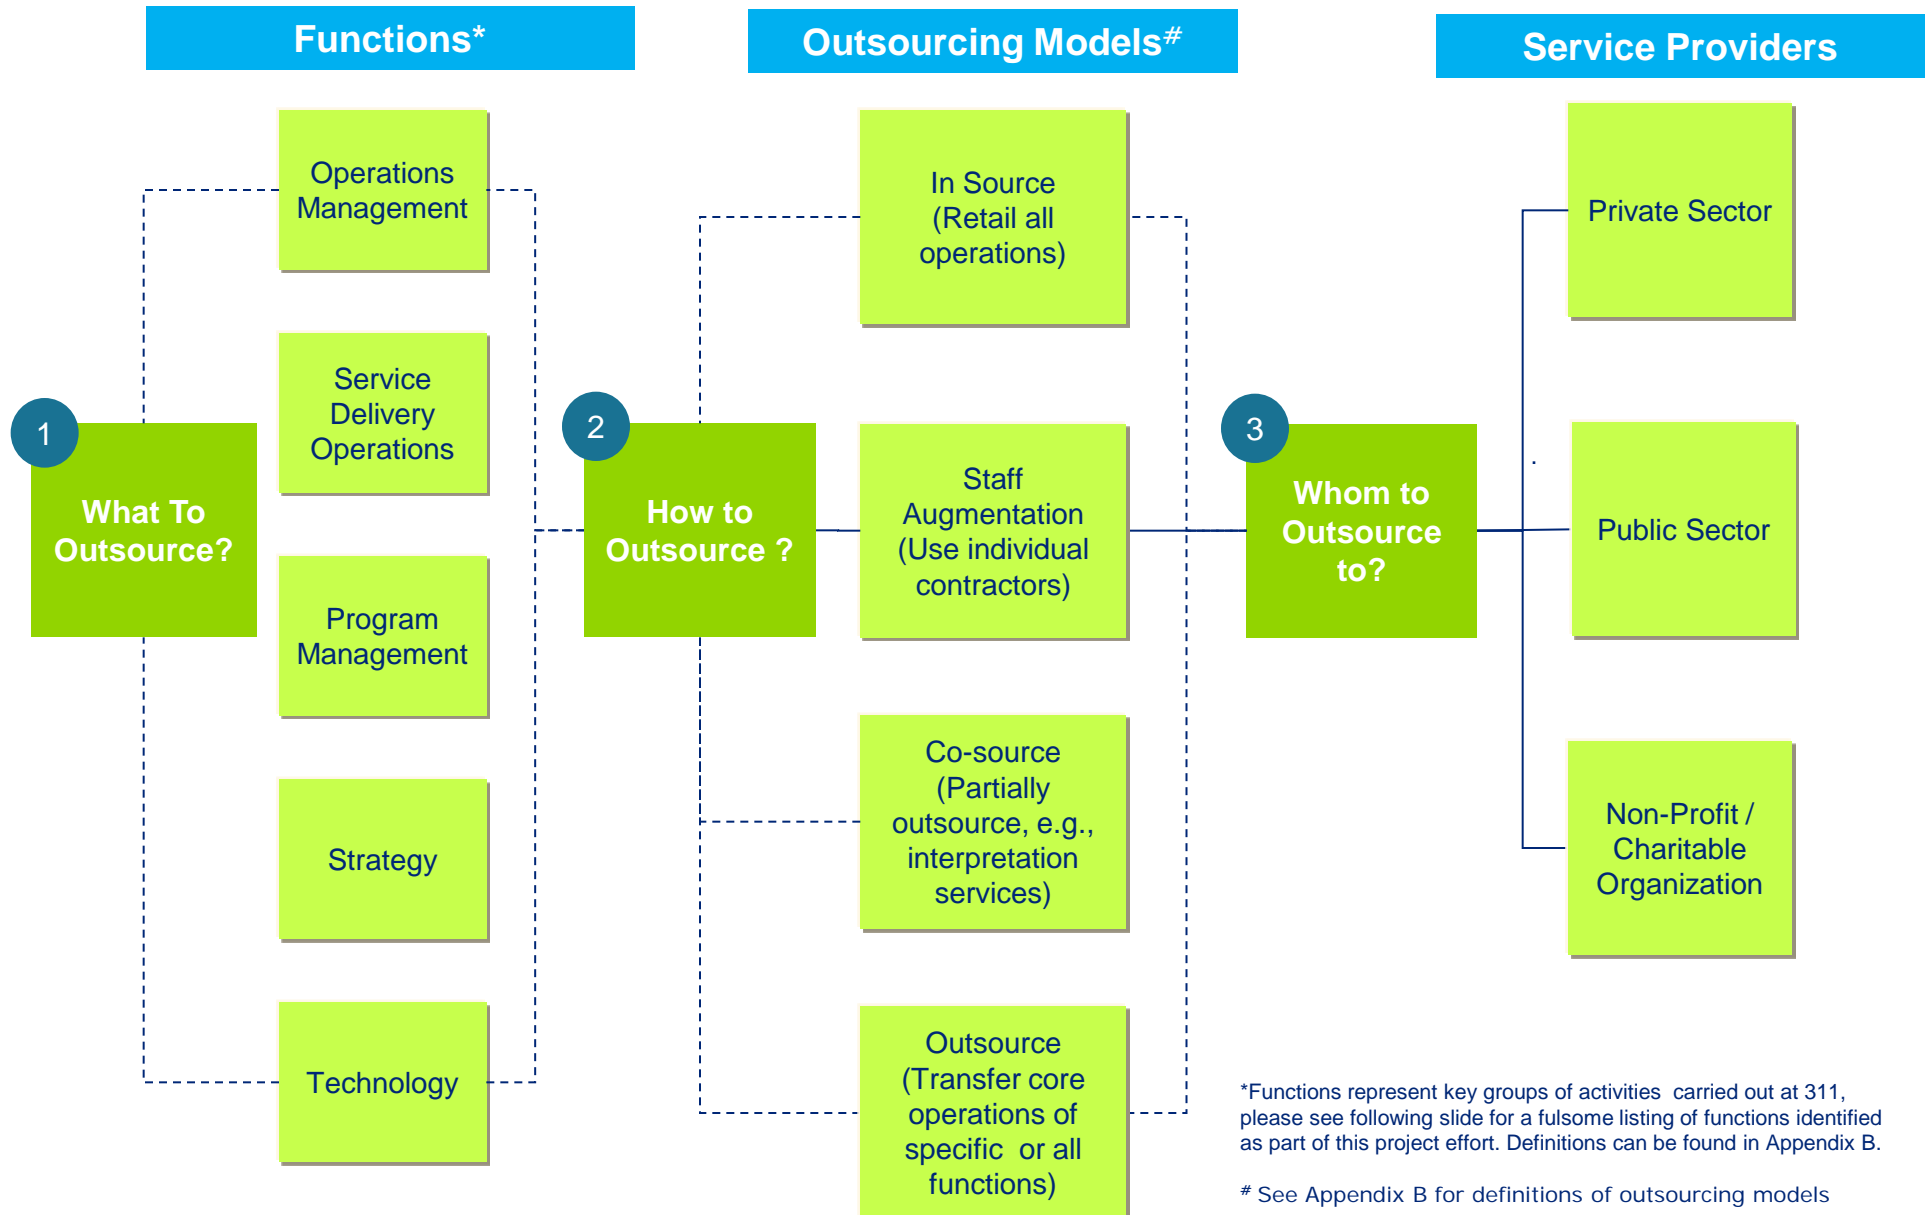 Functions*
Outsourcing Models#
Service Providers
Operations
Management
Service
Delivery
Operations
Program
Management
Strategy
Technology
1
What To
Outsource?
2
How to
Outsource ?
In Source
(Retail all
operations)
Staff
Augmentation
(Use individual
contractors)
Co-source
(Partially
outsource, e.g.,
interpretation
services)
Outsource
(Transfer core
operations of
specific or all
functions)
3
Whom to
Outsource
to?
Private Sector
.
Public Sector
Non-Profit /
Charitable
Organization
*Functions represent key groups of activities carried out at 311,
please see following slide for a fulsome listing of functions identified
as part of this project effort. Definitions can be found in Appendix B.
# See Appendix B for definitions of outsourcing models